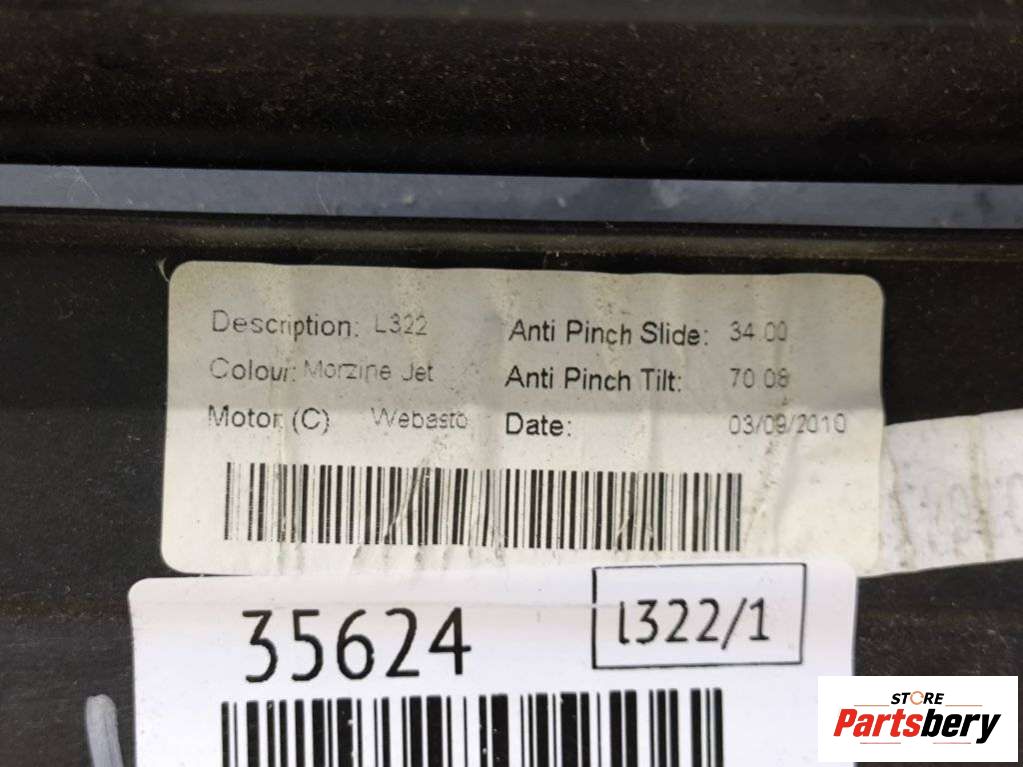 Description: L322 Anti Pinch Slide: 34.00
Colour: Morzine Jet Anti Pinch Tilt: 70.08
Motor (C) Webasto Date: 03/09/2010
35624 l322/1
STORE
Partsbery